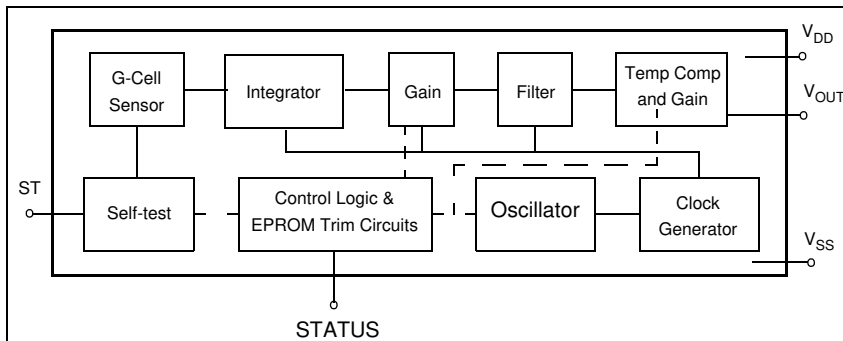 V_DD
G-Cell
Sensor
Integrator
Gain
Filter
Temp Comp
and Gain
V_OUT
ST
Self-test
Control Logic &
EPROM Trim Circuits
Oscillator
Clock
Generator
V_SS
STATUS